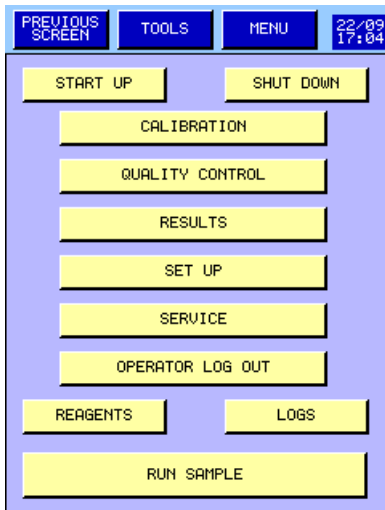 PREVIOUS SCREEN
TOOLS
MENU
22/09
17:04
START UP
SHUT DOWN
CALIBRATION
QUALITY CONTROL
RESULTS
SET UP
SERVICE
OPERATOR LOG OUT
REAGENTS
LOGS
RUN SAMPLE